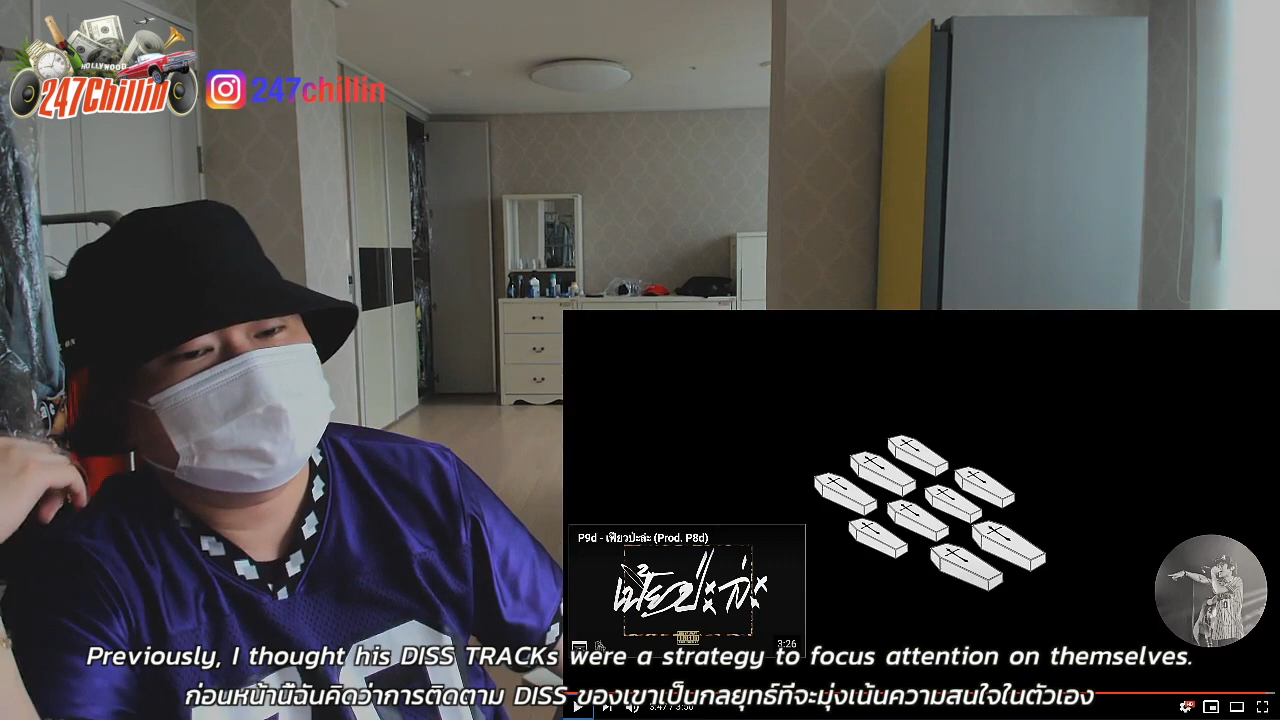 HOLLYWOOD
247Chillin
247chillin
P9d - เฟี้ยวป่ะล่ะ (Prod. P8d)
3:26
Previously, I thought his DISS TRACKs were a strategy to focus attention on themselves.
ก่อนหน้านี้ฉันคิดว่าการติดตาม DISS ของเขาเป็นกลยุทธ์ที่จะมุ่งเน้นความสนใจในตัวเอง